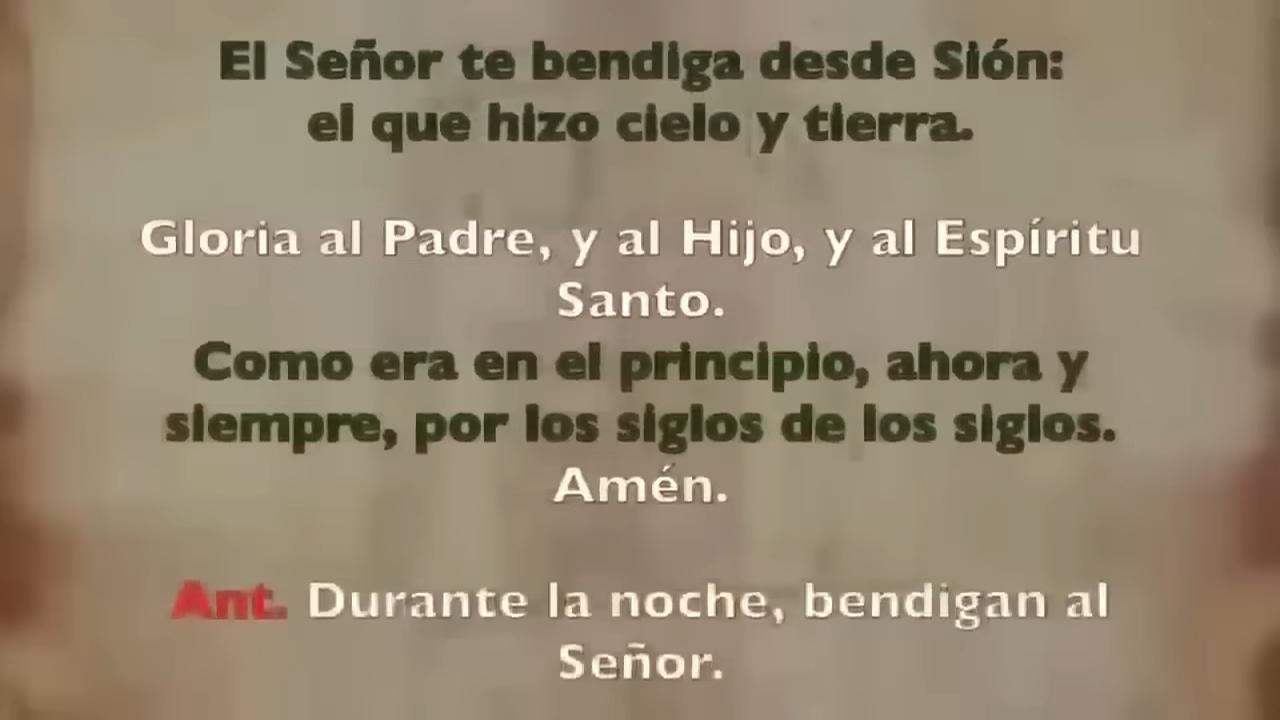 El Señor te bendiga desde Sión:
el que hizo cielo y tierra.
Gloria al Padre, y al Hijo, y al Espíritu
Santo.
Como era en el principio, ahora y
siempre, por los siglos de los siglos.
Amén.
Ant. Durante la noche, bendigan al
Señor.